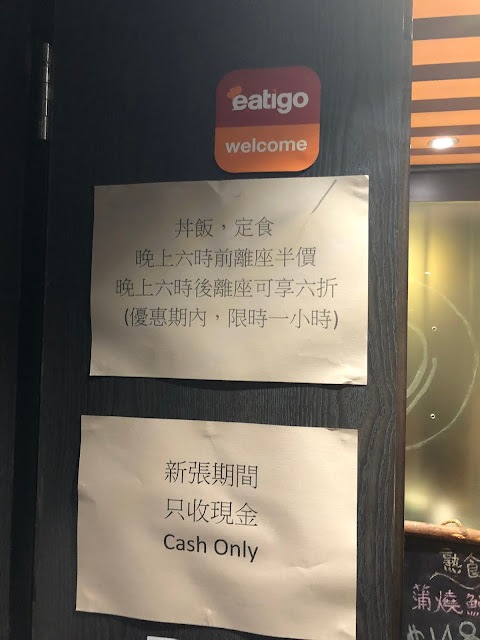 eatigo
welcome
丼飯，定食
晚上六時前離座半價
晚上六時後離座可享六折
(優惠期內，限時一小時)
新張期間
只收現金
Cash Only
熟食
蒲燒